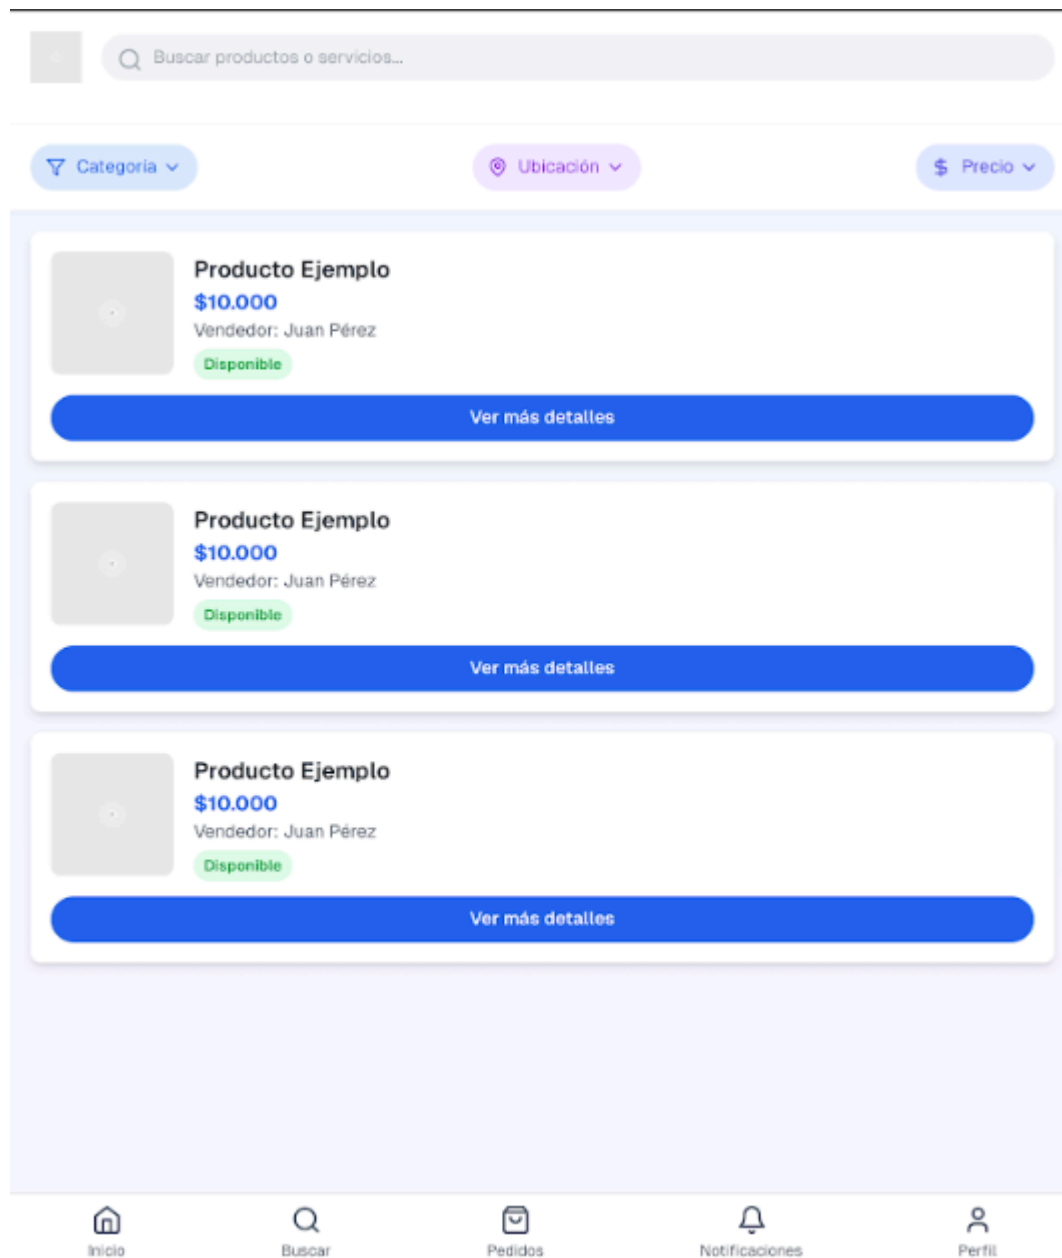 Buscar productos o servicios...
Categoría
Ubicación
$ Precio
Producto Ejemplo
$10.000
Vendedor: Juan Pérez
Disponible
Ver más detalles
Producto Ejemplo
$10.000
Vendedor: Juan Pérez
Disponible
Ver más detalles
Producto Ejemplo
$10.000
Vendedor: Juan Pérez
Disponible
Ver más detalles
Inicio
Buscar
Pedidos
Notificaciones
Perfil